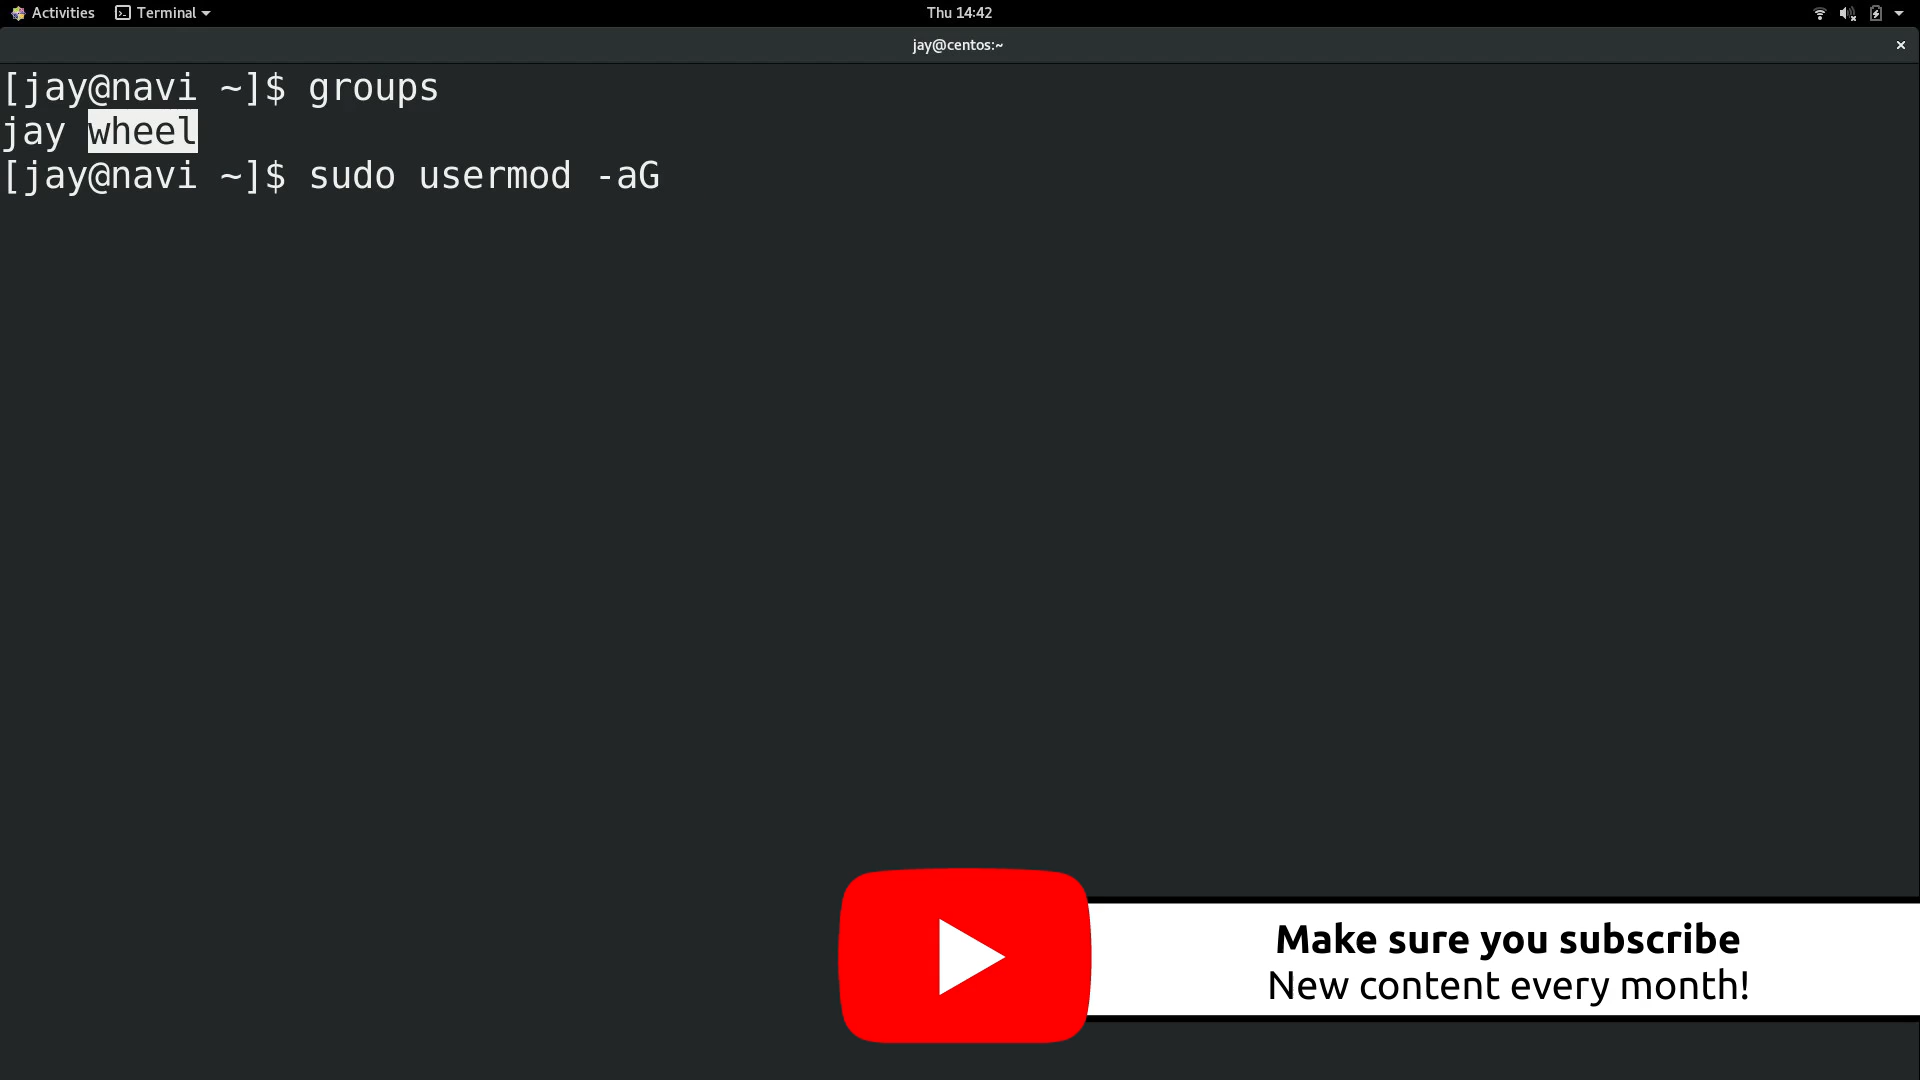 Activities Terminal Thu 14:42
jay@centos:~
[jay@navi ~]$ groups
jay wheel
[jay@navi ~]$ sudo usermod -aG
Make sure you subscribe
New content every month!